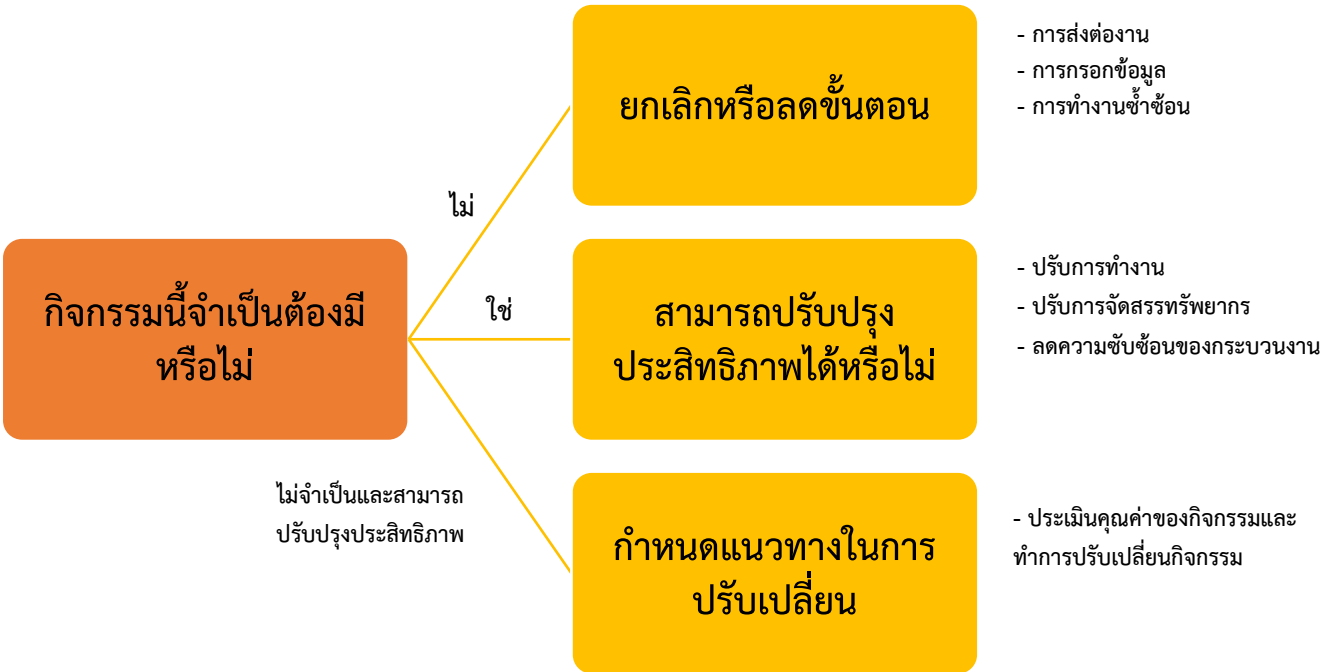 ยกเลิกหรือลดขั้นตอน
- การส่งต่องาน
- การกรอกข้อมูล
- การทำงานซ้ำซ้อน
ไม่
กิจกรรมนี้จำเป็นต้องมี
หรือไม่
ใช่
สามารถปรับปรุง
ประสิทธิภาพได้หรือไม่
- ปรับการทำงาน
- ปรับการจัดสรรทรัพยากร
- ลดความซับซ้อนของกระบวนงาน
ไม่จำเป็นและสามารถ
ปรับปรุงประสิทธิภาพ
กำหนดแนวทางในการ
ปรับเปลี่ยน
- ประเมินคุณค่าของกิจกรรมและ
ทำการปรับเปลี่ยนกิจกรรม